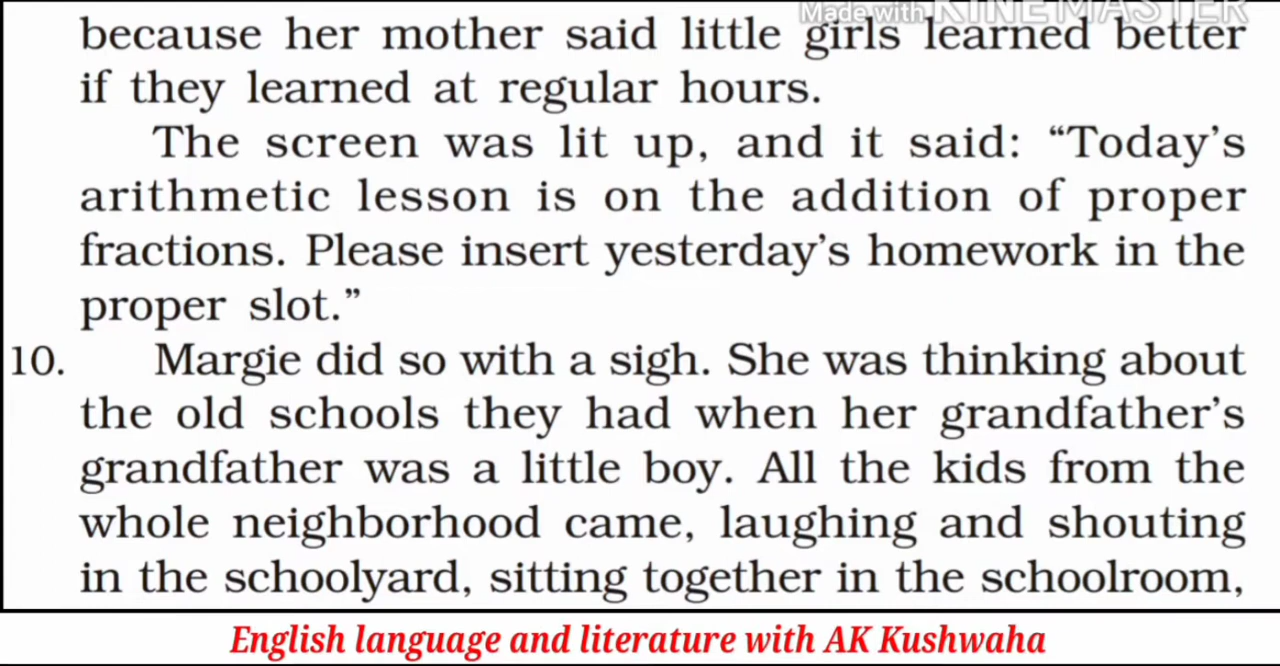 Made with KINEMASTER
because her mother said little girls learned better
if they learned at regular hours.
The screen was lit up, and it said: “Today’s
arithmetic lesson is on the addition of proper
fractions. Please insert yesterday’s homework in the
proper slot.”
10. Margie did so with a sigh. She was thinking about
the old schools they had when her grandfather’s
grandfather was a little boy. All the kids from the
whole neighborhood came, laughing and shouting
in the schoolyard, sitting together in the schoolroom,
English language and literature with AK Kushwaha